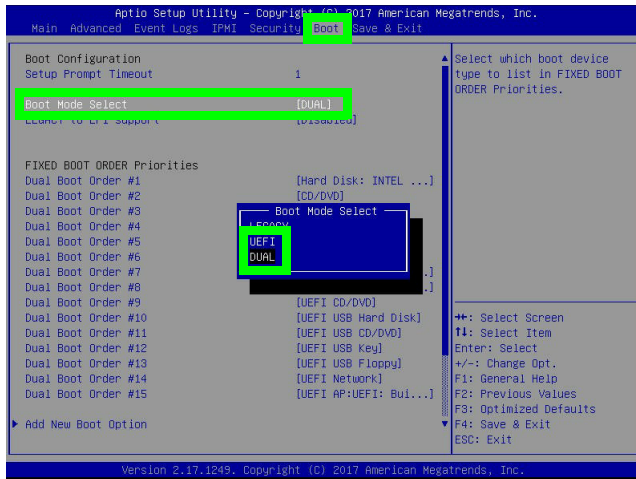 Aptio Setup Utility – Copyright (C) 2017 American Megatrends, Inc.
Main Advanced Event Logs IPMI Security Boot Save & Exit
Boot Configuration
Setup Prompt Timeout 1
Boot Mode Select [DUAL]
LEGACY to EFI support [Disabled]
FIXED BOOT ORDER Priorities
Dual Boot Order #1 [Hard Disk: INTEL ...]
Dual Boot Order #2 [CD/DVD]
Dual Boot Order #3
Dual Boot Order #4
Dual Boot Order #5
Dual Boot Order #6
Dual Boot Order #7 .]
Dual Boot Order #8 .]
Dual Boot Order #9 [UEFI CD/DVD]
Dual Boot Order #10 [UEFI USB Hard Disk]
Dual Boot Order #11 [UEFI USB CD/DVD]
Dual Boot Order #12 [UEFI USB Key]
Dual Boot Order #13 [UEFI USB Floppy]
Dual Boot Order #14 [UEFI Network]
Dual Boot Order #15 [UEFI AP:UEFI: Bui...]
Add New Boot Option
Boot Mode Select
LEGACY
UEFI
DUAL
Select which boot device
type to list in FIXED BOOT
ORDER Priorities.
→←: Select Screen
↑↓: Select Item
Enter: Select
+/-: Change Opt.
F1: General Help
F2: Previous Values
F3: Optimized Defaults
F4: Save & Exit
ESC: Exit
Version 2.17.1249. Copyright (C) 2017 American Megatrends, Inc.